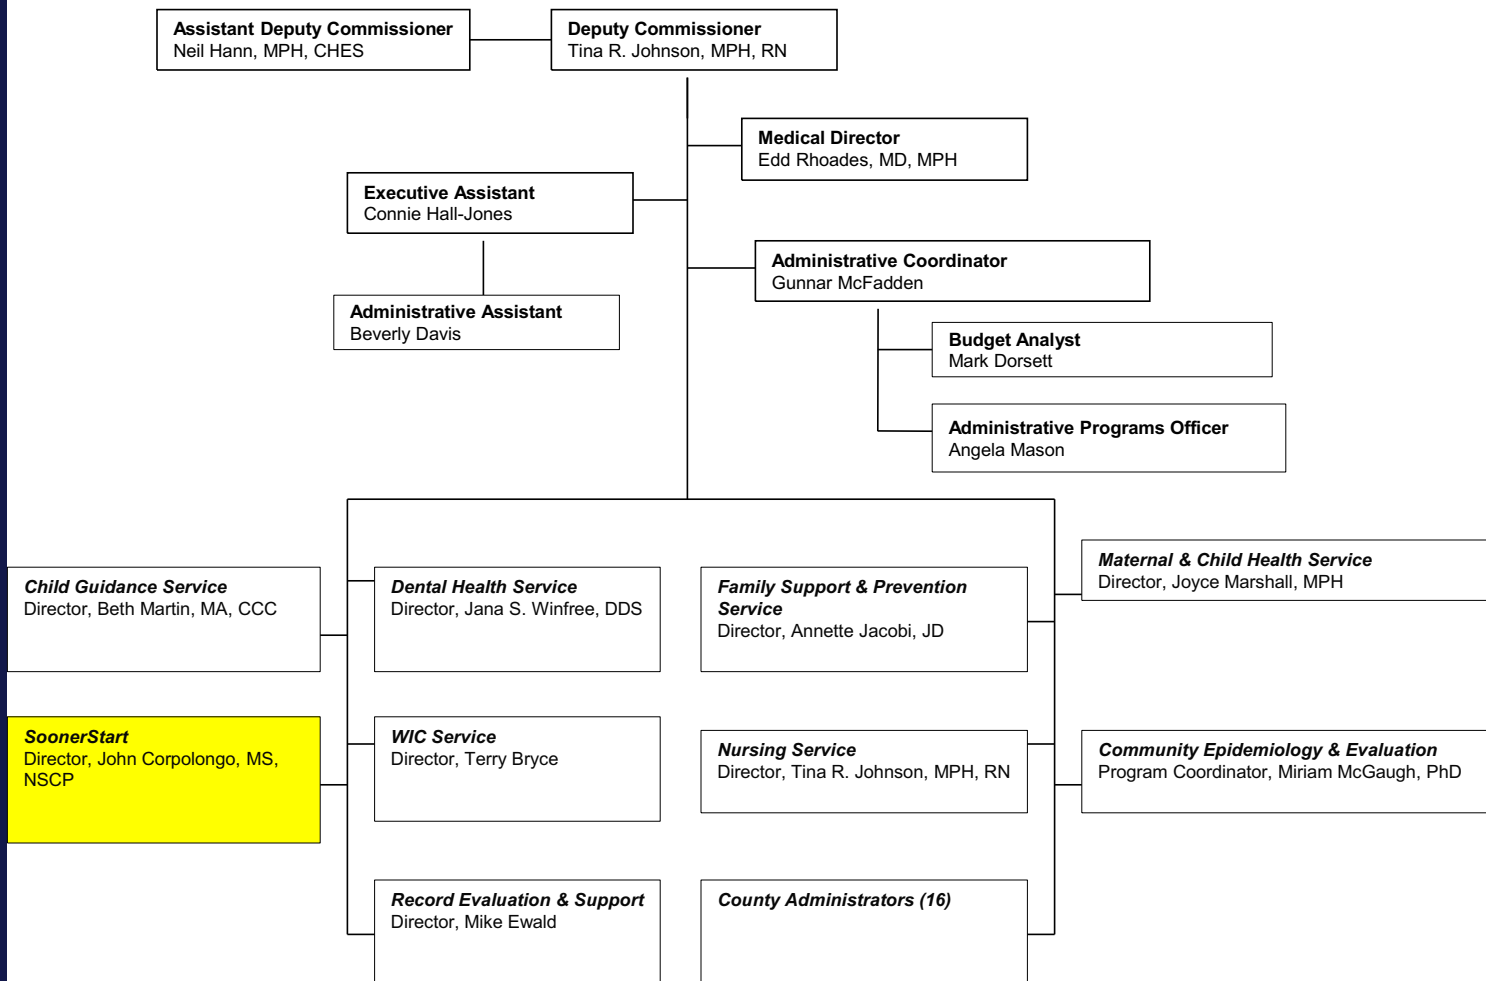 Assistant Deputy Commissioner
Neil Hann, MPH, CHES
Deputy Commissioner
Tina R. Johnson, MPH, RN
Medical Director
Edd Rhoades, MD, MPH
Executive Assistant
Connie Hall-Jones
Administrative Coordinator
Gunnar McFadden
Administrative Assistant
Beverly Davis
Budget Analyst
Mark Dorsett
Administrative Programs Officer
Angela Mason
Child Guidance Service
Director, Beth Martin, MA, CCC
Dental Health Service
Director, Jana S. Winfree, DDS
Family Support & Prevention
Service
Director, Annette Jacobi, JD
Maternal & Child Health Service
Director, Joyce Marshall, MPH
SoonerStart
Director, John Corpolongo, MS,
NSCP
WIC Service
Director, Terry Bryce
Nursing Service
Director, Tina R. Johnson, MPH, RN
Community Epidemiology & Evaluation
Program Coordinator, Miriam McGaugh, PhD
Record Evaluation & Support
Director, Mike Ewald
County Administrators (16)